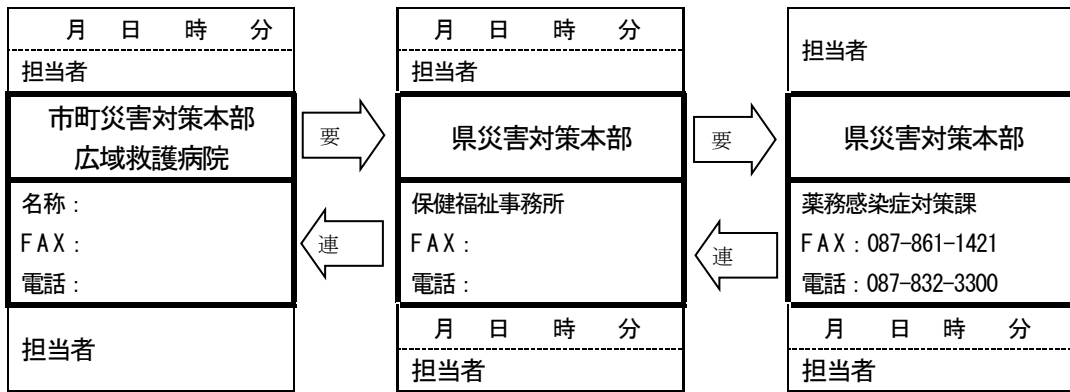 月 日 時 分
担当者
市町災害対策本部
広域救護病院
名称：
ＦＡＸ：
電話：
担当者
要
連
月 日 時 分
担当者
県災害対策本部
保健福祉事務所
ＦＡＸ：
電話：
月 日 時 分
担当者
要
連
担当者
県災害対策本部
薬務感染症対策課
ＦＡＸ：087-861-1421
電話：087-832-3300
月 日 時 分
担当者